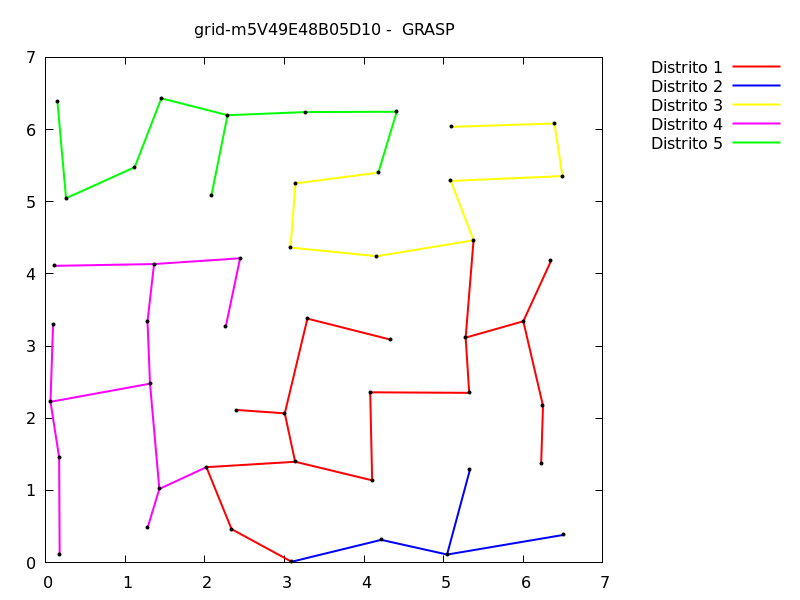 grid-m5V49E48B05D10 -  GRASP
Distrito 1
Distrito 2
Distrito 3
Distrito 4
Distrito 5
7
6
5
4
3
2
1
0
0 1 2 3 4 5 6 7